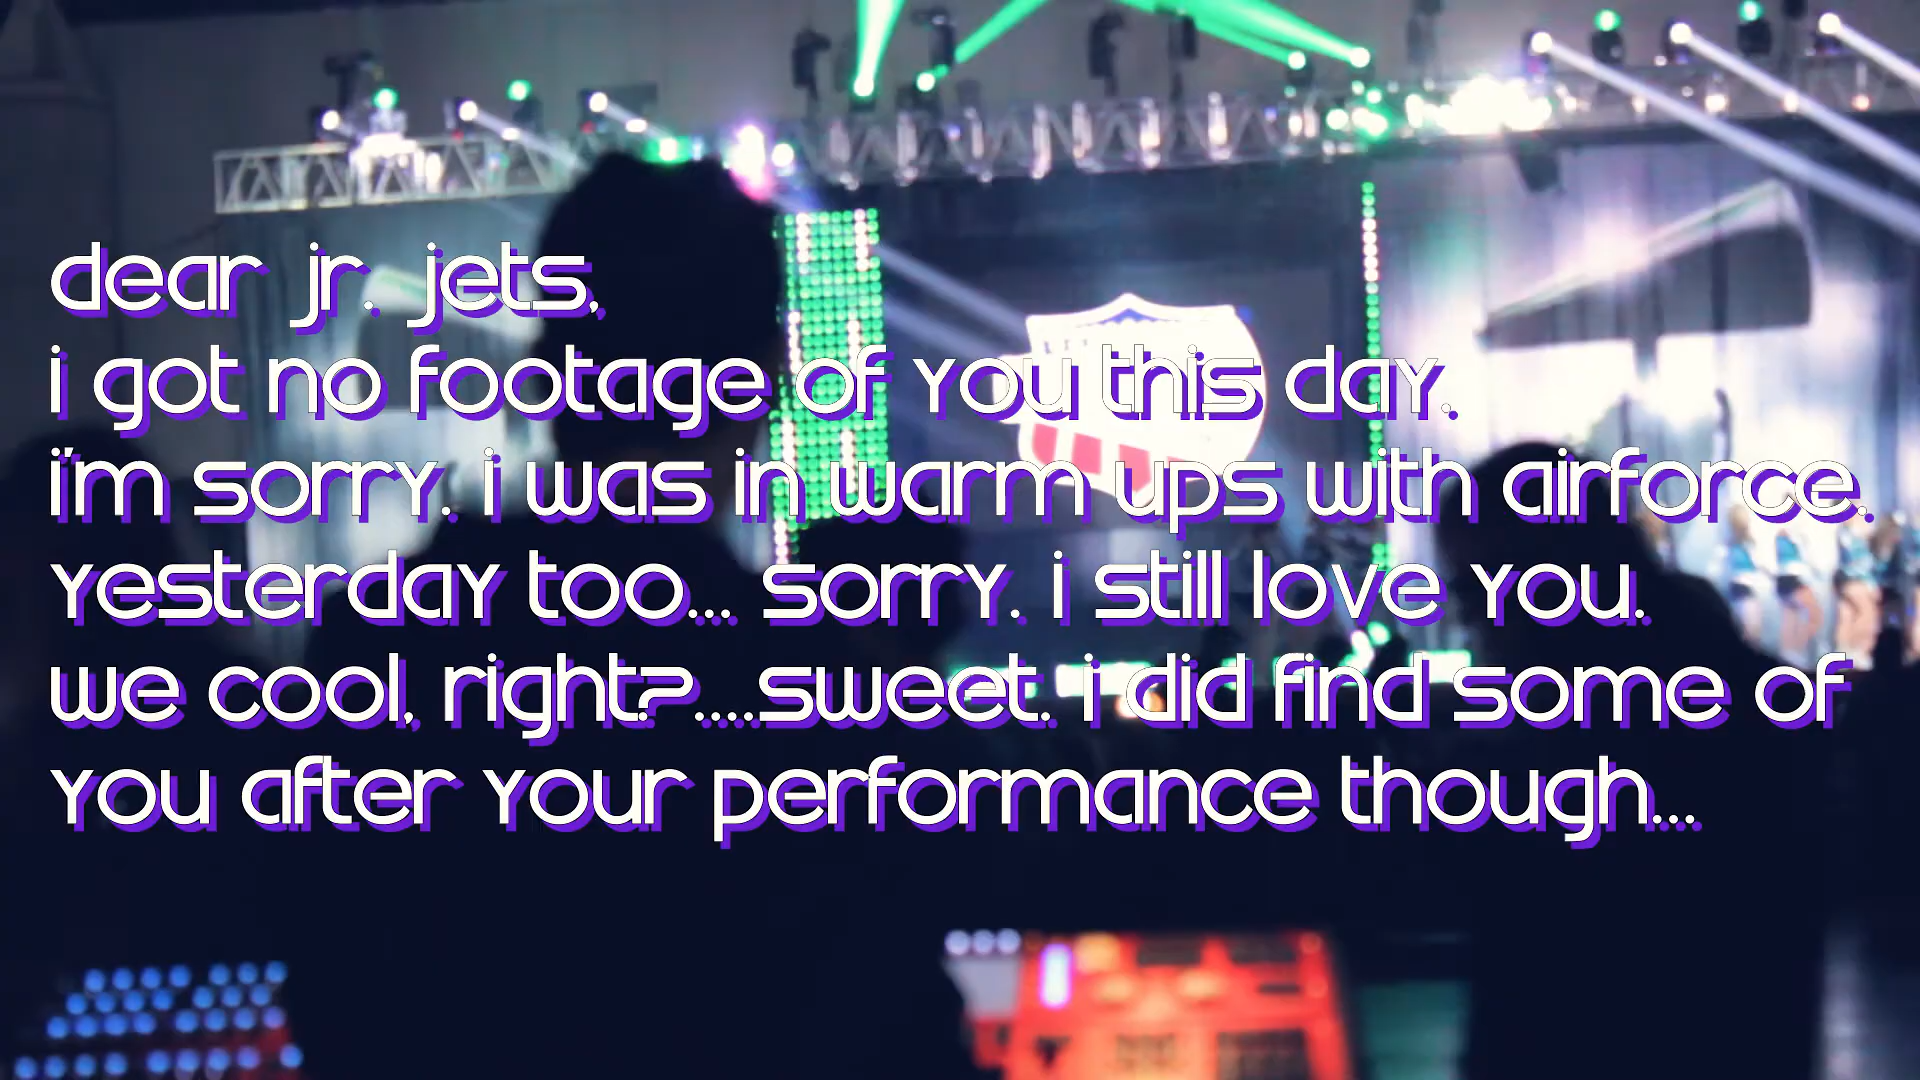 dear jr. jets,
i got no footage of you this day.
i'm sorry. i was in warm ups with airforce.
yesterday too... sorry. i still love you.
we cool, right?....sweet. i did find some of
you after your performance though...